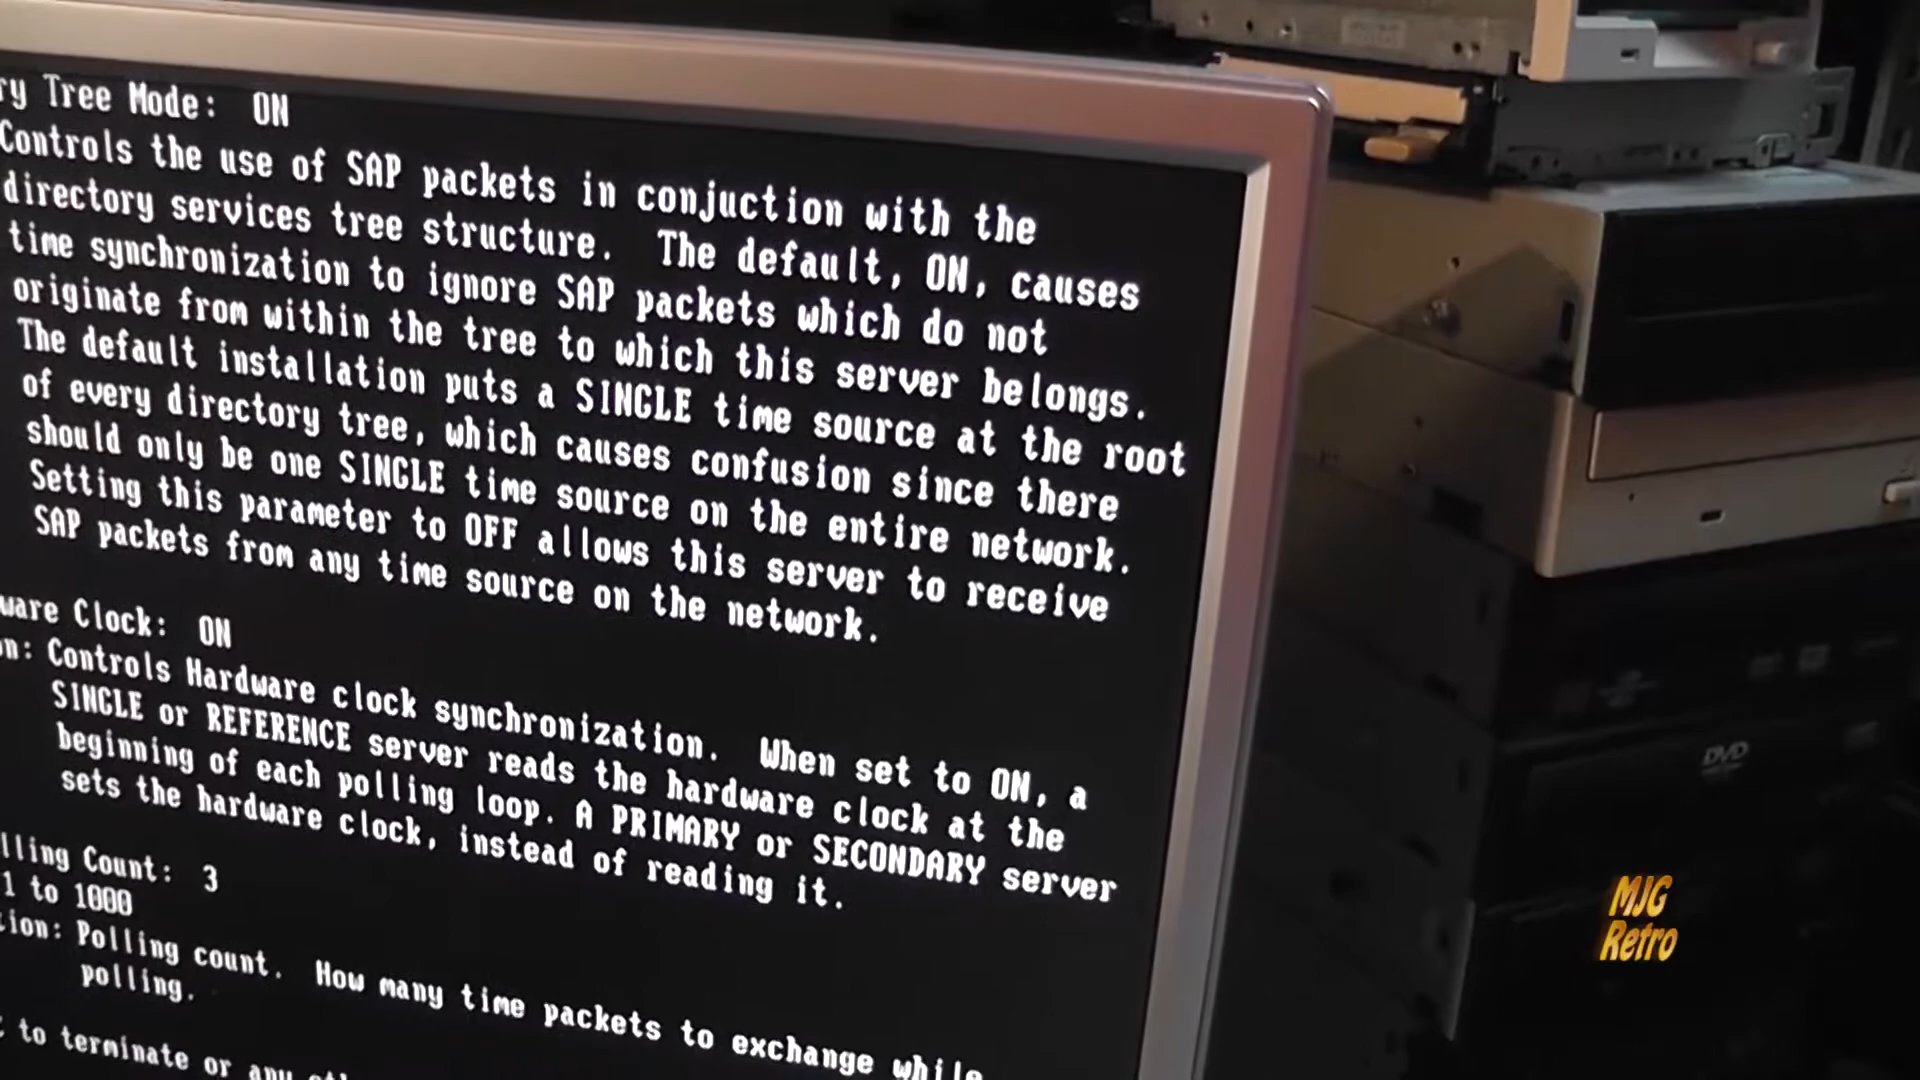 ry Tree Mode: ON
Controls the use of SAP packets in conjuction with the
directory services tree structure. The default, ON, causes
time synchronization to ignore SAP packets which do not
originate from within the tree to which this server belongs.
The default installation puts a SINGLE time source at the root
of every directory tree, which causes confusion since there
should only be one SINGLE time source on the entire network.
Setting this parameter to OFF allows this server to receive
SAP packets from any time source on the network.
ware Clock: ON
on: Controls Hardware clock synchronization. When set to ON, a
SINGLE or REFERENCE server reads the hardware clock at the
beginning of each polling loop. A PRIMARY or SECONDARY server
sets the hardware clock, instead of reading it.
lling Count: 3
1 to 1000
tion: Polling count. How many time packets to exchange while
polling.
to terminate or any
DVD
MJG
Retro